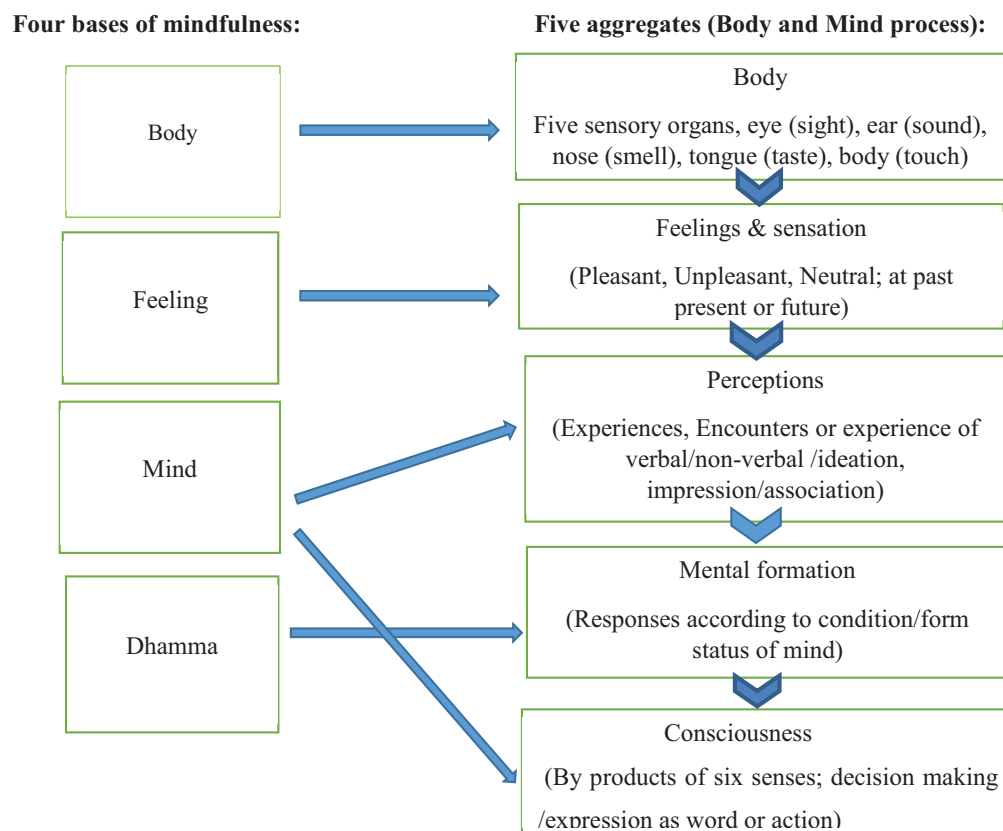 Four bases of mindfulness:
Five aggregates (Body and Mind process):
Body
Feeling
Mind
Dhamma
Body
Five sensory organs, eye (sight), ear (sound),
nose (smell), tongue (taste), body (touch)
Feelings & sensation
(Pleasant, Unpleasant, Neutral; at past
present or future)
Perceptions
(Experiences, Encounters or experience of
verbal/non-verbal /ideation,
impression/association)
Mental formation
(Responses according to condition/form
status of mind)
Consciousness
(By products of six senses; decision making
/expression as word or action)